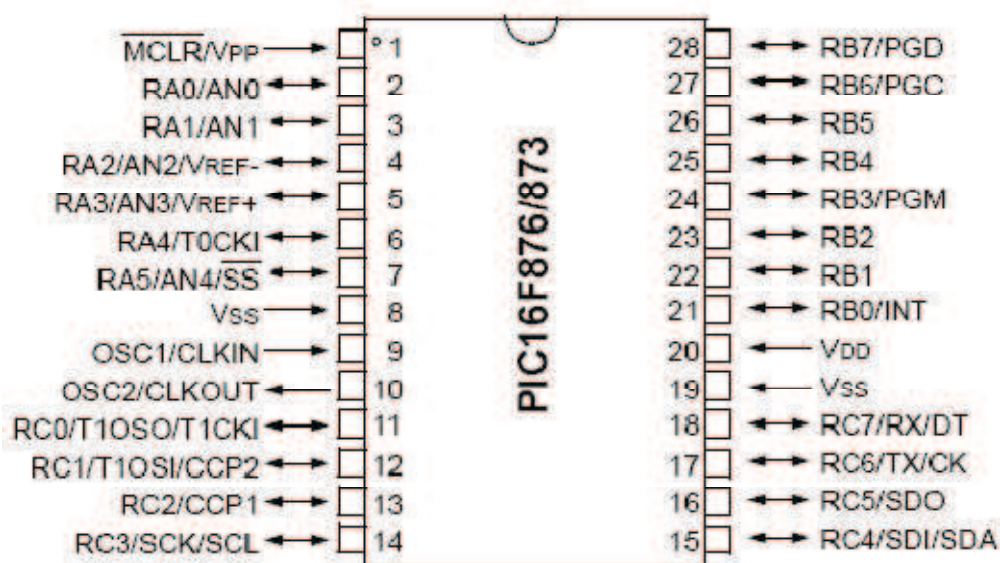 MCLR/VPP 1
RA0/AN0 2
RA1/AN1 3
RA2/AN2/VREF- 4
RA3/AN3/VREF+ 5
RA4/T0CKI 6
RA5/AN4/SS 7
VSS 8
OSC1/CLKIN 9
OSC2/CLKOUT 10
RC0/T1OSO/T1CKI 11
RC1/T1OSI/CCP2 12
RC2/CCP1 13
RC3/SCK/SCL 14
PIC16F876/873
28 RB7/PGD
27 RB6/PGC
26 RB5
25 RB4
24 RB3/PGM
23 RB2
22 RB1
21 RB0/INT
20 VDD
19 VSS
18 RC7/RX/DT
17 RC6/TX/CK
16 RC5/SDO
15 RC4/SDI/SDA